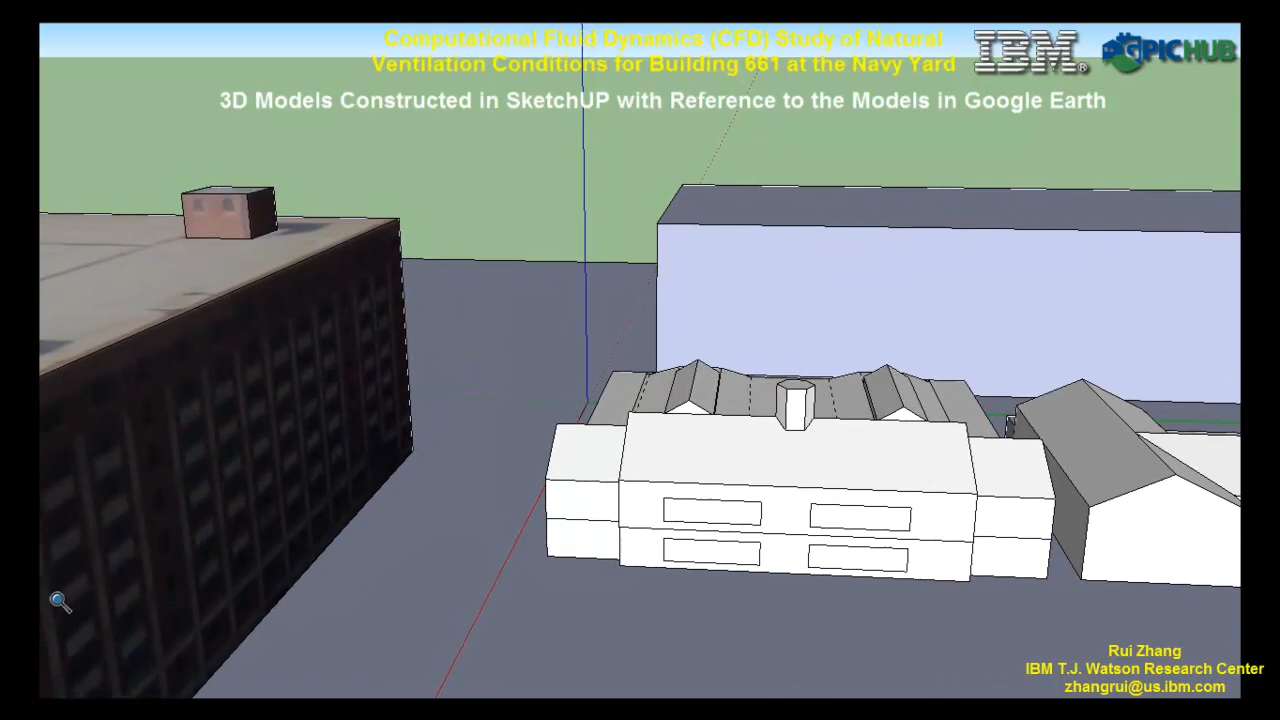 Computational Fluid Dynamics (CFD) Study of Natural
Ventilation Conditions for Building 661 at the Navy Yard
IBM®
GPICHUB
3D Models Constructed in SketchUP with Reference to the Models in Google Earth
Rui Zhang
IBM T.J. Watson Research Center
zhangrui@us.ibm.com